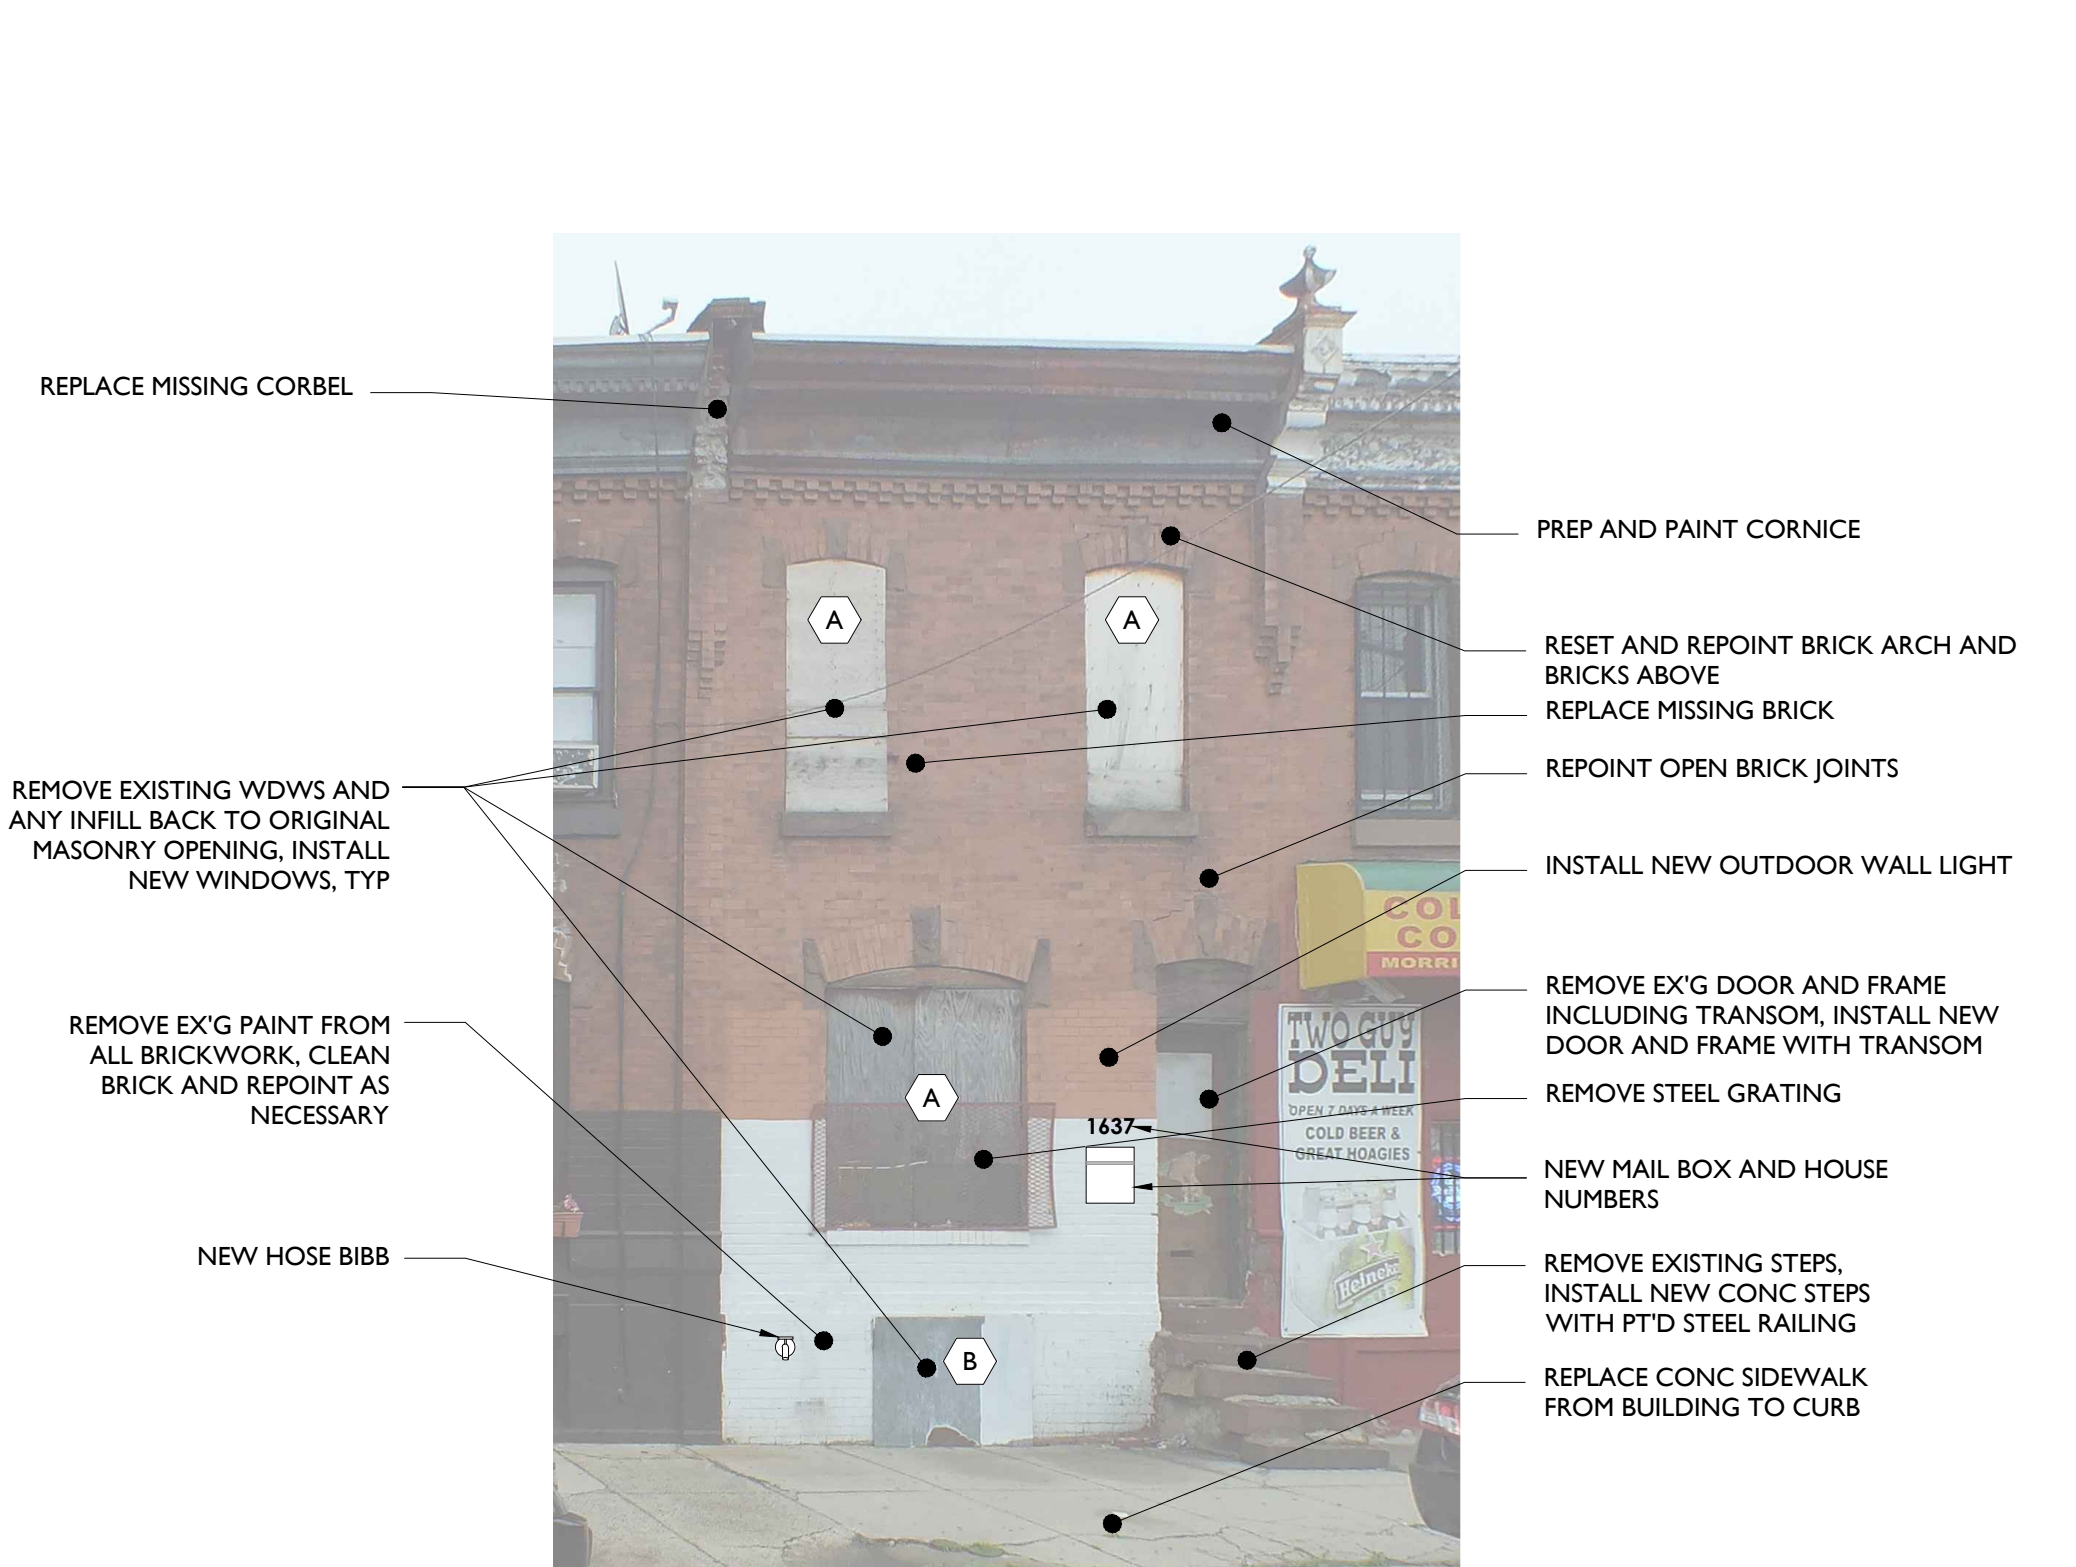 REPLACE MISSING CORBEL
PREP AND PAINT CORNICE
A
A
RESET AND REPOINT BRICK ARCH AND
BRICKS ABOVE
REPLACE MISSING BRICK
REPOINT OPEN BRICK JOINTS
REMOVE EXISTING WDWS AND
ANY INFILL BACK TO ORIGINAL
MASONRY OPENING, INSTALL
NEW WINDOWS, TYP
INSTALL NEW OUTDOOR WALL LIGHT
COL
CO
MORRI
REMOVE EX'G DOOR AND FRAME
INCLUDING TRANSOM, INSTALL NEW
DOOR AND FRAME WITH TRANSOM
REMOVE EX'G PAINT FROM
ALL BRICKWORK, CLEAN
BRICK AND REPOINT AS
NECESSARY
TWO GUY
DELI
OPEN 7 DAYS A WEEK
COLD BEER &
GREAT HOAGIES
Heineke
A
REMOVE STEEL GRATING
1637
NEW MAIL BOX AND HOUSE
NUMBERS
NEW HOSE BIBB
REMOVE EXISTING STEPS,
INSTALL NEW CONC STEPS
WITH PT'D STEEL RAILING
B
REPLACE CONC SIDEWALK
FROM BUILDING TO CURB